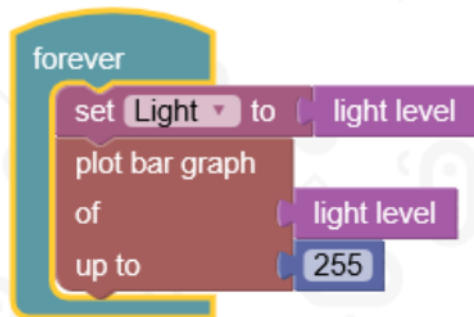 forever
set Light to light level
plot bar graph
of light level
up to 255